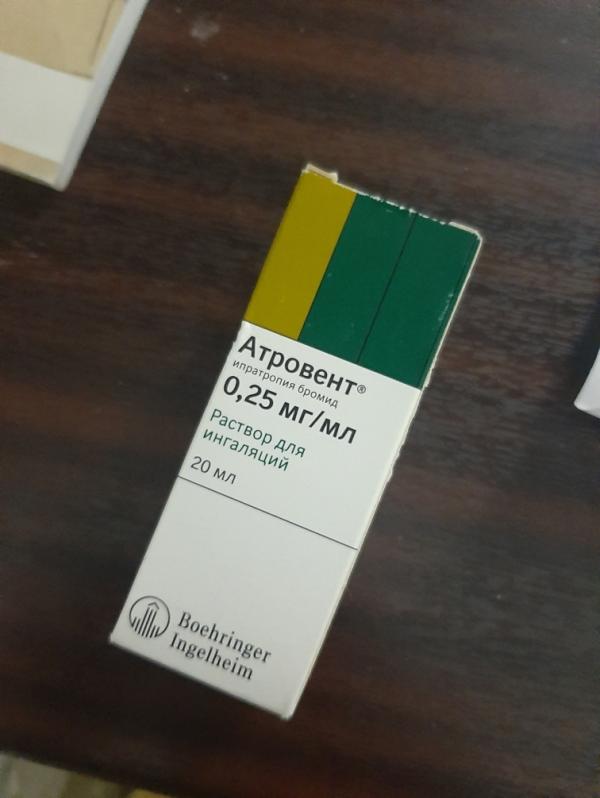 Атровент®
ипратропия бромид
0,25 мг/мл
Раствор для
ингаляций
20 мл
Boehringer
Ingelheim